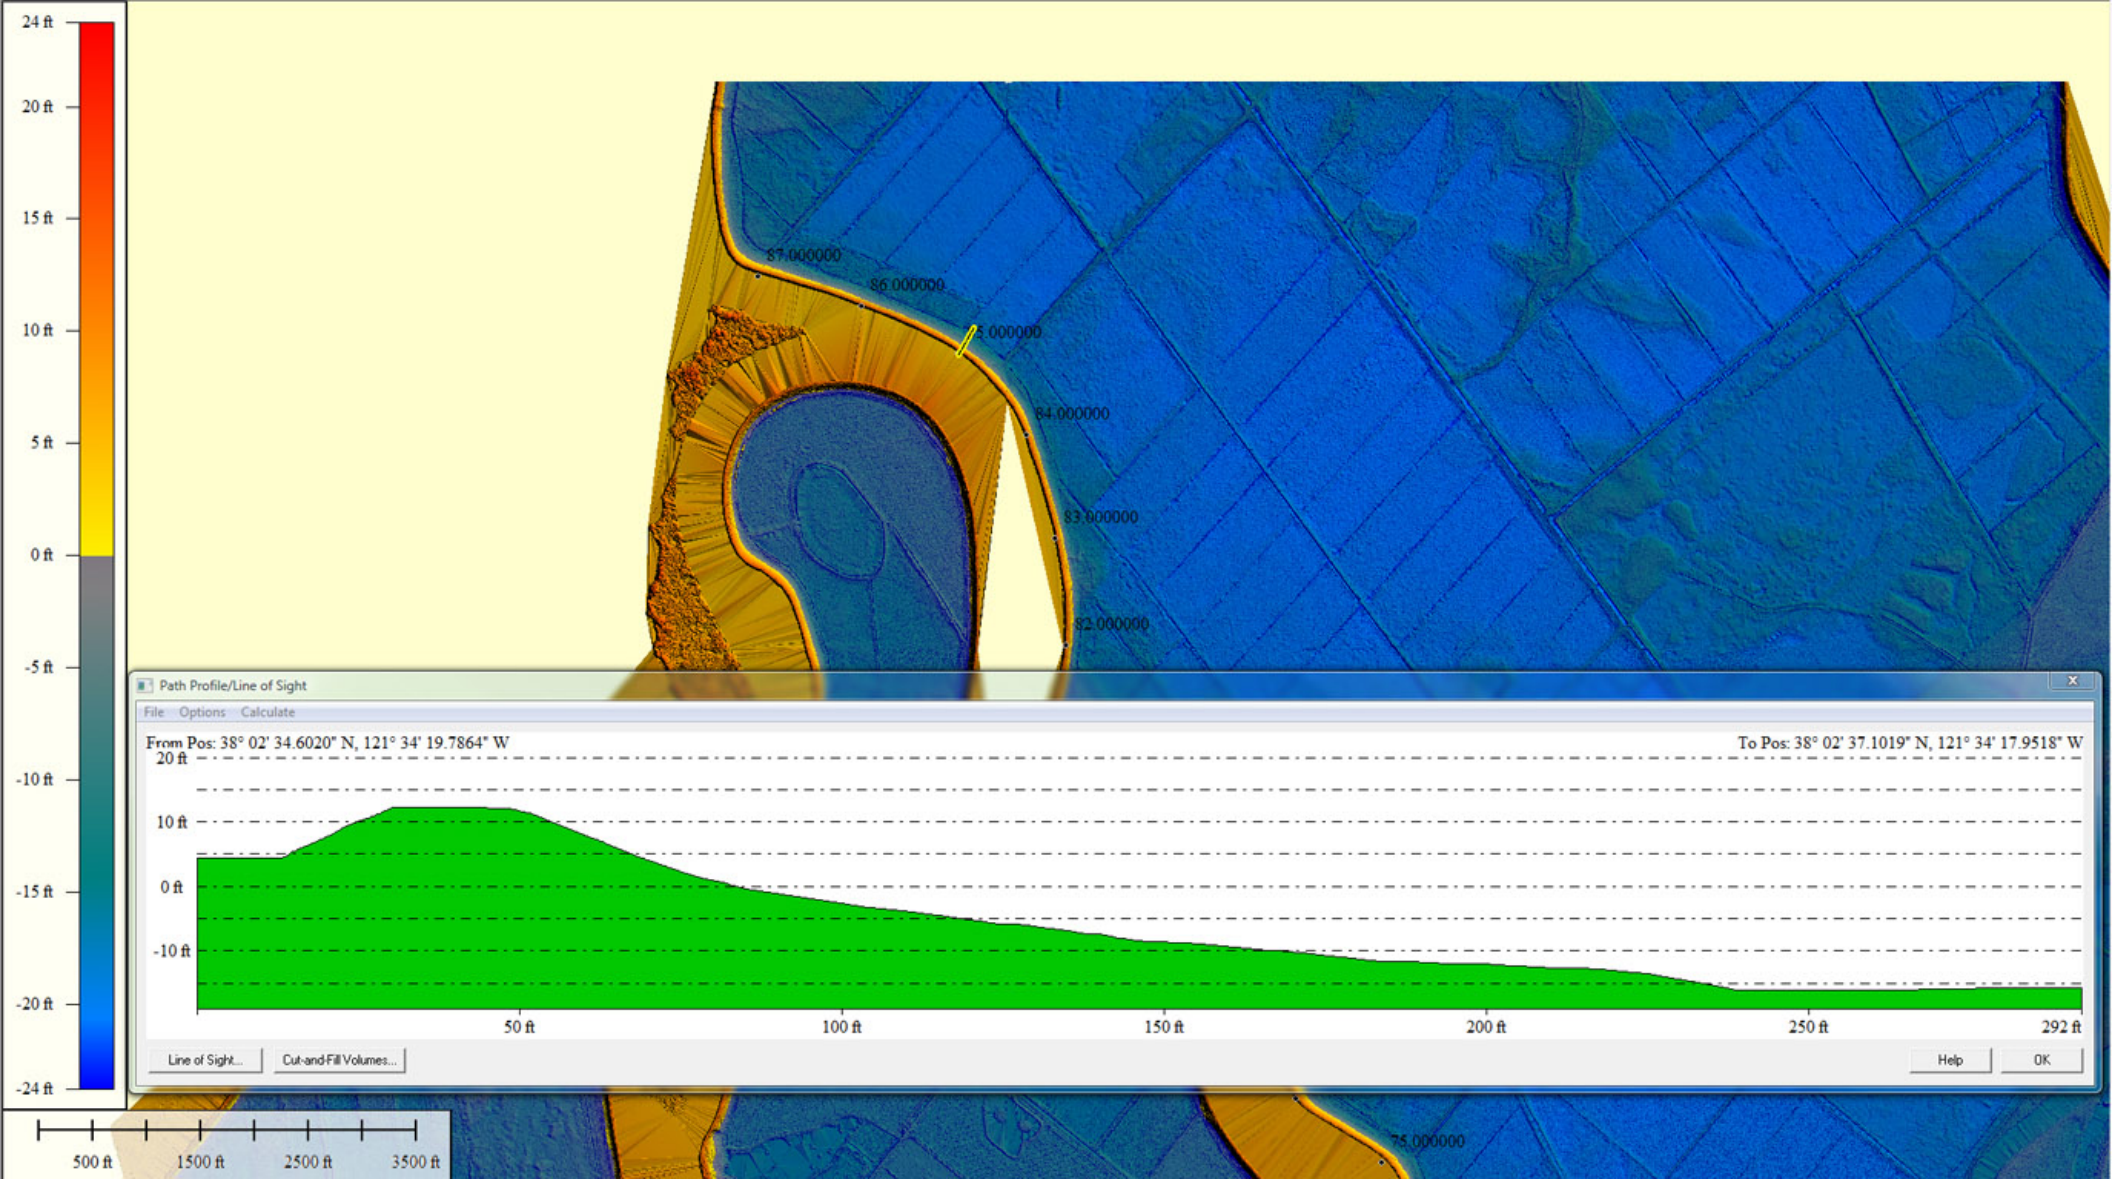 24 ft
20 ft
15 ft
10 ft
5 ft
0 ft
-5 ft
-10 ft
-15 ft
-20 ft
-24 ft
87.000000
86.000000
5.000000
84.000000
83.000000
82.000000
Path Profile/Line of Sight
x
File Options Calculate
From Pos: 38° 02' 34.6020" N, 121° 34' 19.7864" W
To Pos: 38° 02' 37.1019" N, 121° 34' 17.9518" W
20 ft
10 ft
0 ft
-10 ft
50 ft 100 ft 150 ft 200 ft 250 ft 292 ft
Line of Sight... Cut-and-Fill Volumes... Help OK
75.000000
500 ft 1500 ft 2500 ft 3500 ft